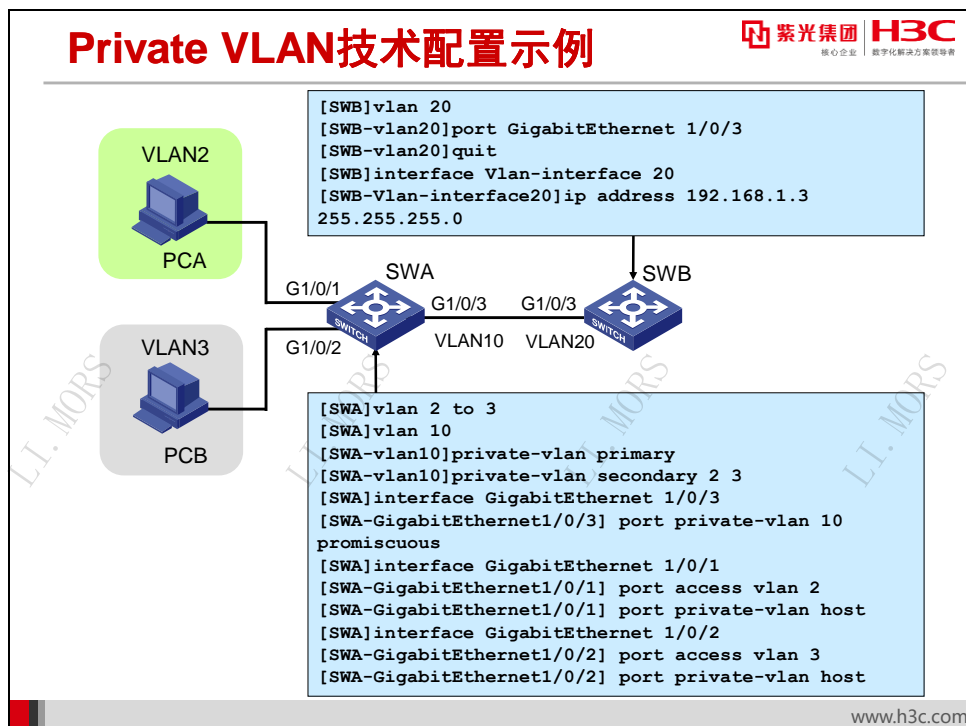 Private VLAN技术配置示例
紫光集团
核心企业
H3C
数字化解决方案领导者
[SWB]vlan 20
[SWB-vlan20]port GigabitEthernet 1/0/3
[SWB-vlan20]quit
[SWB]interface Vlan-interface 20
[SWB-Vlan-interface20]ip address 192.168.1.3
255.255.255.0
VLAN2
PCA
SWA
SWB
G1/0/1
G1/0/3
G1/0/3
SWITCH
SWITCH
G1/0/2
VLAN10
VLAN20
VLAN3
PCB
[SWA]vlan 2 to 3
[SWA]vlan 10
[SWA-vlan10]private-vlan primary
[SWA-vlan10]private-vlan secondary 2 3
[SWA]interface GigabitEthernet 1/0/3
[SWA-GigabitEthernet1/0/3] port private-vlan 10
promiscuous
[SWA]interface GigabitEthernet 1/0/1
[SWA-GigabitEthernet1/0/1] port access vlan 2
[SWA-GigabitEthernet1/0/1] port private-vlan host
[SWA]interface GigabitEthernet 1/0/2
[SWA-GigabitEthernet1/0/2] port access vlan 3
[SWA-GigabitEthernet1/0/2] port private-vlan host
LI.MORS
LI.MORS
LI.MORS
LI.MORS
www.h3c.com